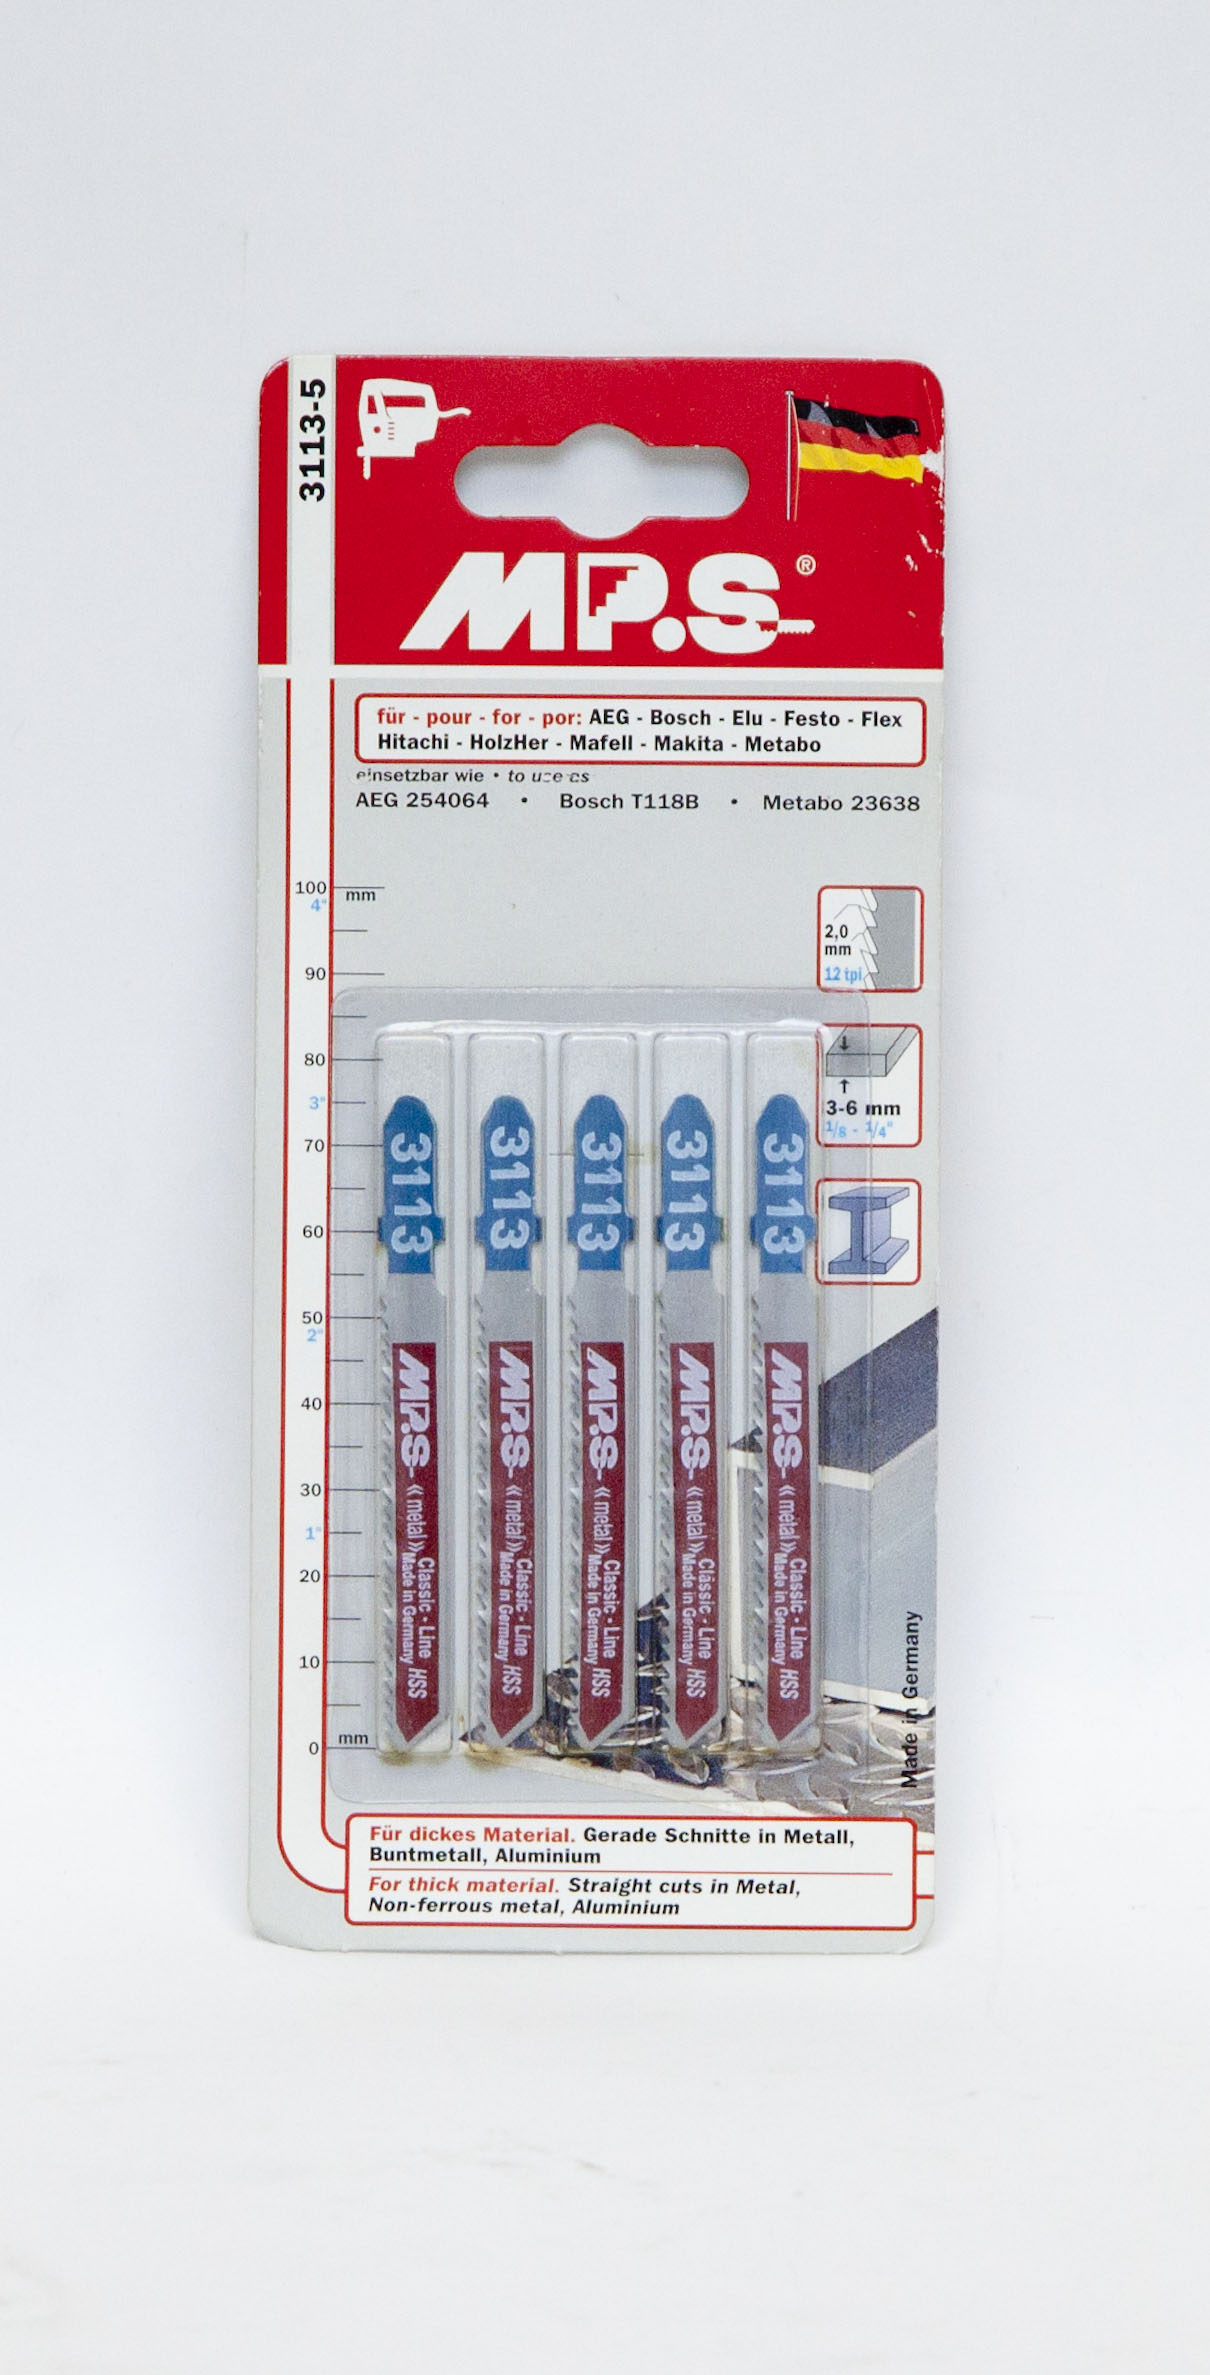 3113-5
MP.S®
für - pour - for - por: AEG - Bosch - Elu - Festo - Flex
Hitachi - HolzHer - Mafell - Makita - Metabo
einsetzbar wie • to use as
AEG 254064 • Bosch T118B • Metabo 23638
100 mm
4"
90
80
3"
70
60
50
2"
40
30
1"
20
10
0 mm
2,0
mm
12 tpi
3-6 mm
1/8 - 1/4"
3113
MP.S «metal» Classic - Line HSS
Made in Germany
3113
MP.S «metal» Classic - Line HSS
Made in Germany
3113
MP.S «metal» Classic - Line HSS
Made in Germany
3113
MP.S «metal» Classic - Line HSS
Made in Germany
3113
MP.S «metal» Classic - Line HSS
Made in Germany
Made in Germany
Für dickes Material. Gerade Schnitte in Metall,
Buntmetall, Aluminium
For thick material. Straight cuts in Metal,
Non-ferrous metal, Aluminium